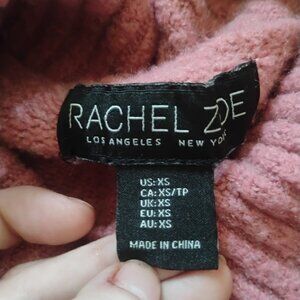 RACHEL ZOE
LOS ANGELES NEW YORK
US: XS
CA: XS/TP
UK: XS
EU: XS
AU: XS
MADE IN CHINA